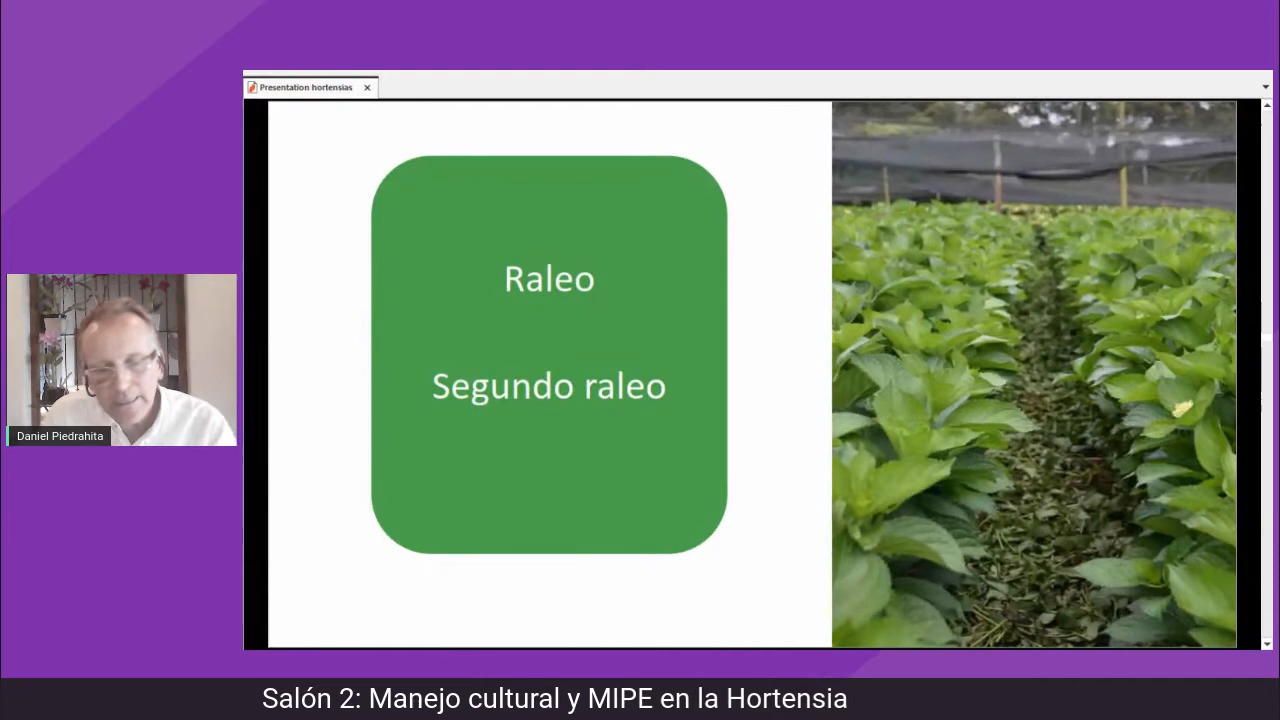 Presentation hortensias
Raleo
Segundo raleo
Daniel Piedrahita
Salón 2: Manejo cultural y MIPE en la Hortensia